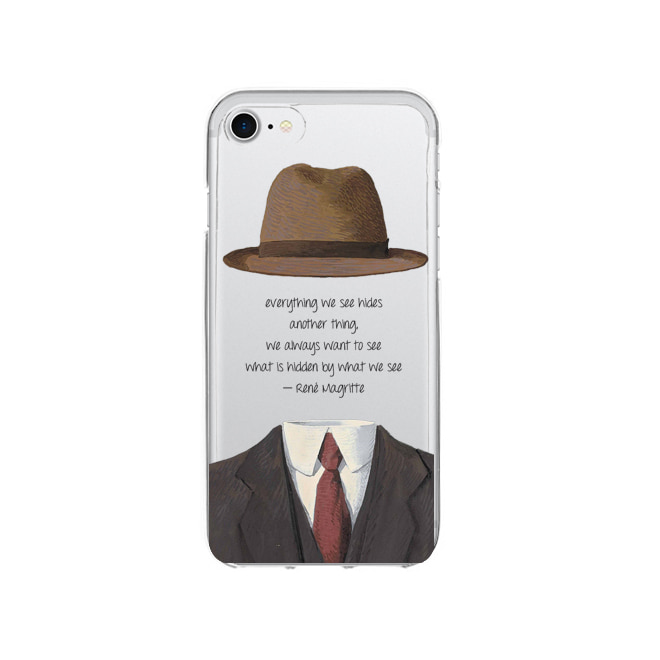 everything we see hides
another thing,
we always want to see
what is hidden by what we see
— René Magritte